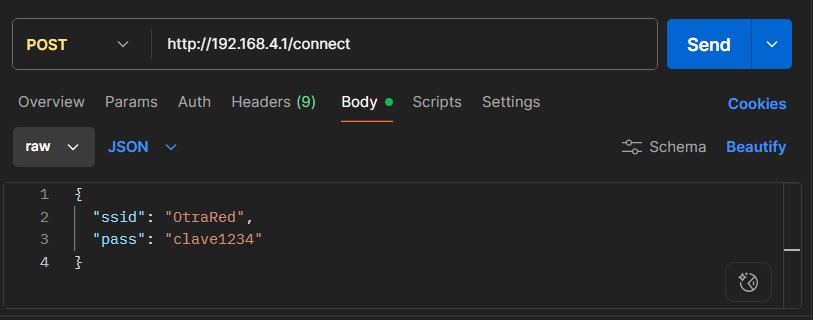 POST http://192.168.4.1/connect Send
Overview Params Auth Headers (9) Body Scripts Settings Cookies
raw JSON Schema Beautify
1 {
2 "ssid": "OtraRed",
3 "pass": "clave1234"
4 }